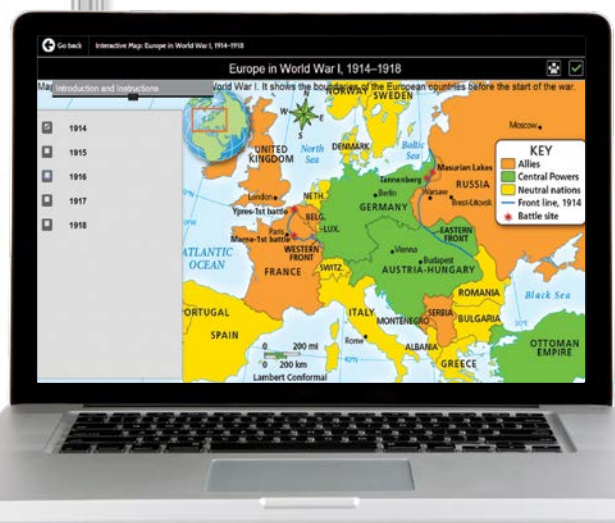 Go back
Interactive Map: Europe in World War I, 1914–1918
Europe in World War I, 1914–1918
Introduction and Instructions
World War I. It shows the boundaries of the European countries before the start of the war.
1914
1915
1916
1917
1918
N
W
S
NORWAY
SWEDEN
Moscow
UNITED
KINGDOM
North
Sea
DENMARK
Baltic
Sea
KEY
Allies
Central Powers
Neutral nations
Front line, 1914
Battle site
Masurian Lakes
Tannenberg
RUSSIA
London
NETH.
Berlin
Warsaw
Brest-Litovsk
Ypres-1st battle
GERMANY
BELG.
LUX.
EASTERN
FRONT
Paris
Marne-1st battle
WESTERN
FRONT
Vienna
Budapest
AUSTRIA-HUNGARY
ATLANTIC
OCEAN
FRANCE
SWITZ.
ROMANIA
Black Sea
PORTUGAL
SPAIN
ITALY
MONTENEGRO
SERBIA
BULGARIA
Rome
ALBANIA
GREECE
OTTOMAN
EMPIRE
0 200 mi
0 200 km
Lambert Conformal
40°N